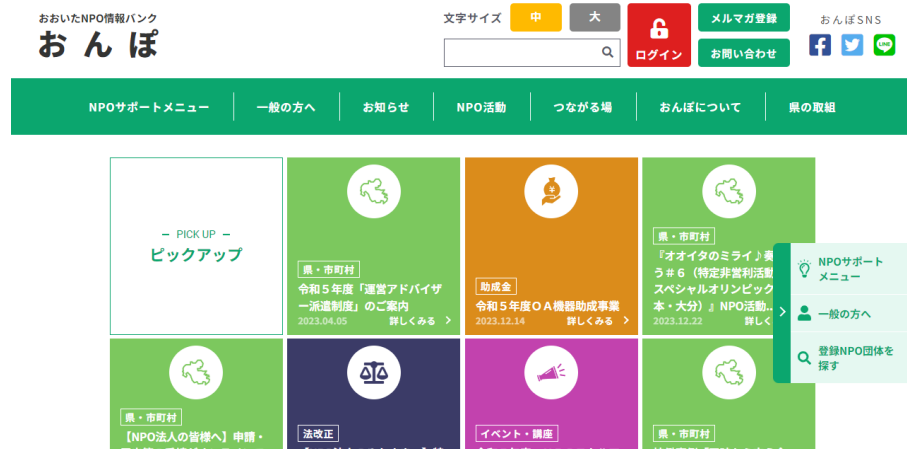 おおいたNPO情報バンク
おんぽ
文字サイズ
中
大
ログイン
メルマガ登録
お問い合わせ
おんぽSNS
LINE
NPOサポートメニュー
一般の方へ
お知らせ
NPO活動
つながる場
おんぽについて
県の取組
PICK UP
ピックアップ
県・市町村
令和5年度「運営アドバイザ
ー派遣制度」のご案内
2023.04.05
詳しくみる
助成金
令和5年度OA機器助成事業
2023.12.14
詳しくみる
県・市町村
『オオイタのミライ♪奏
う#6(特定非営利活動
スペシャルオリンピック
本・大分)』NPO活動...
2023.12.22
詳しく
NPOサポート
メニュー
一般の方へ
登録NPO団体を
探す
県・市町村
【NPO法人の皆様へ】申請・
法改正
イベント・講座
県・市町村